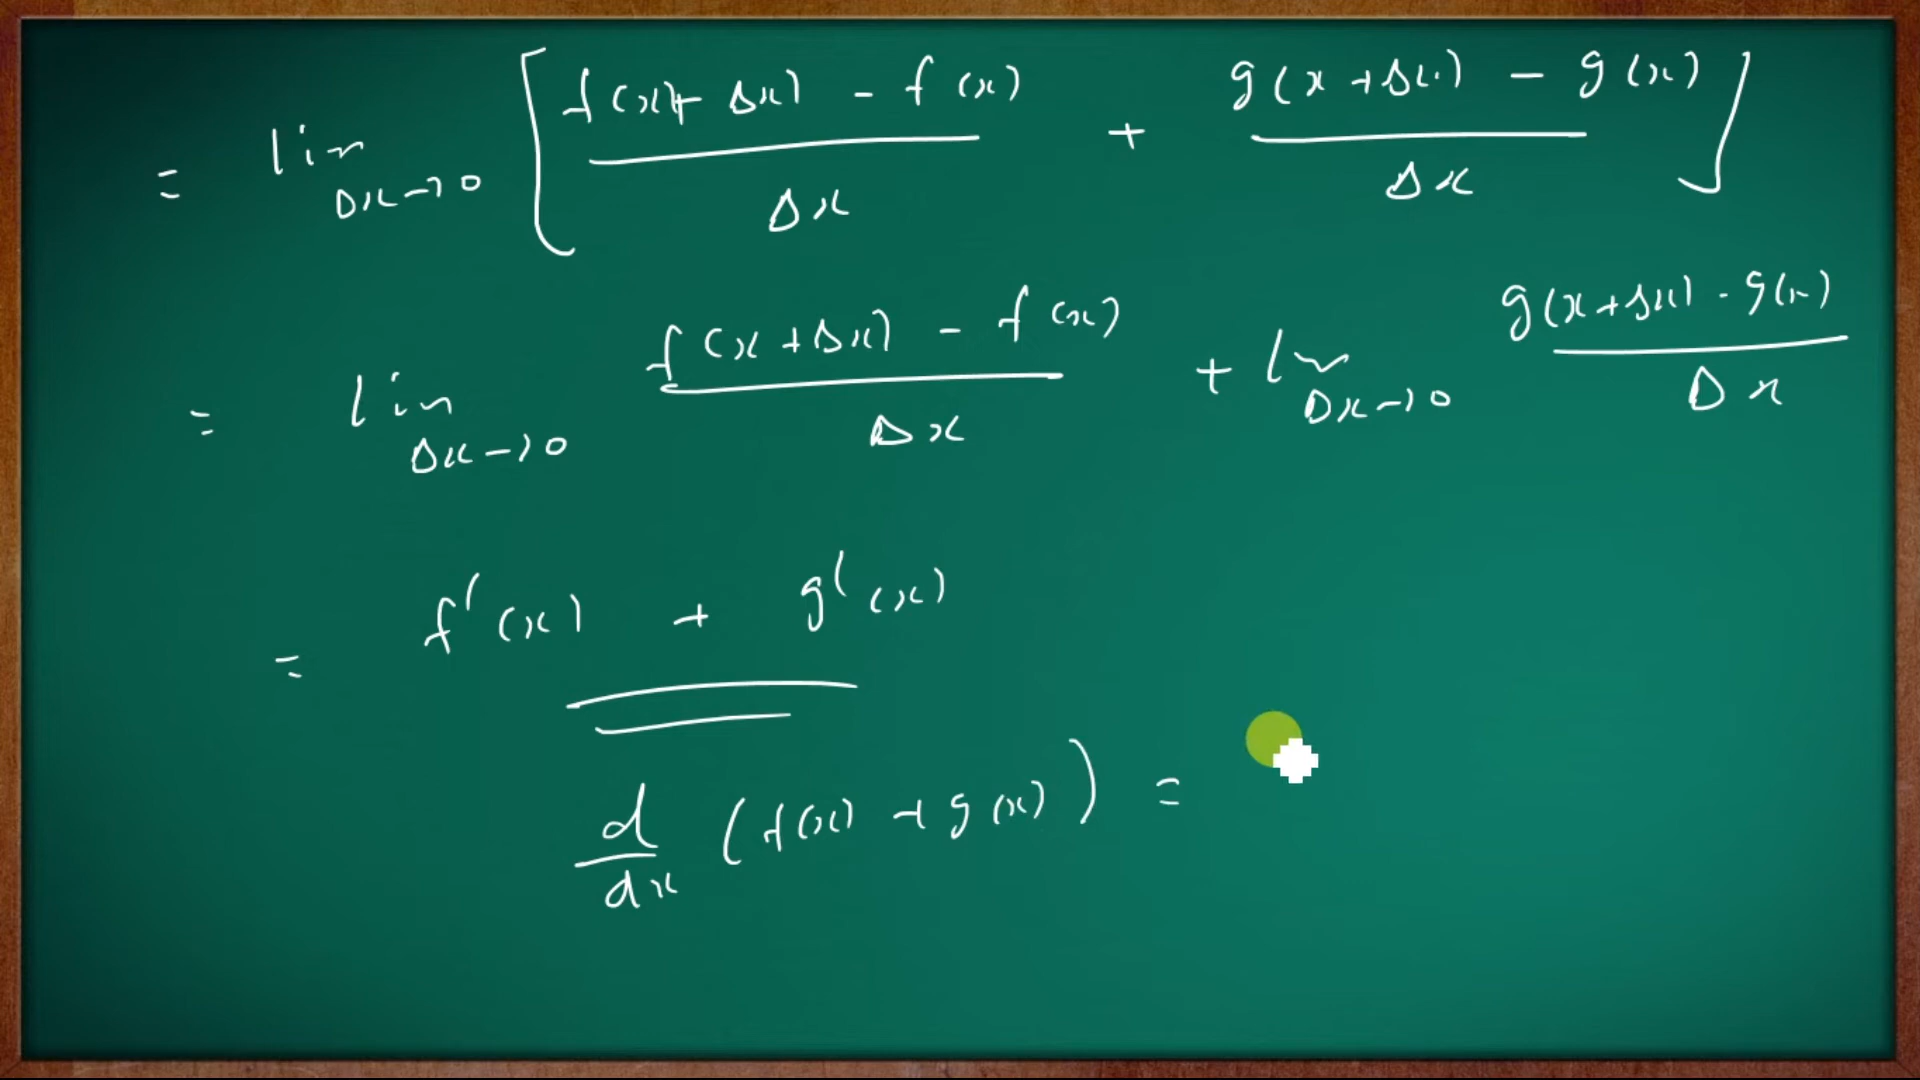 = lim Δx→0 [ f(x+Δx) - f(x) / Δx + g(x+Δx) - g(x) / Δx ]
= lim Δx→0 f(x+Δx) - f(x) / Δx + lim Δx→0 g(x+Δx) - g(x) / Δx
= f'(x) + g'(x)
d/dx (f(x) + g(x)) =